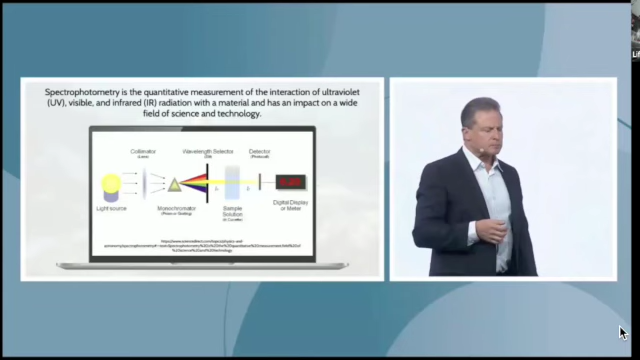 Spectrophotometry is the quantitative measurement of the interaction of ultraviolet
(UV), visible, and infrared (IR) radiation with a material and has an impact on a wide
field of science and technology.
Collimator
(Lens)
Wavelength Selector
(Slit)
Detector
(Photocell)
Light source
Monochromator
(Prism or Grating)
Sample
Solution
(in Cuvette)
Digital Display
or Meter